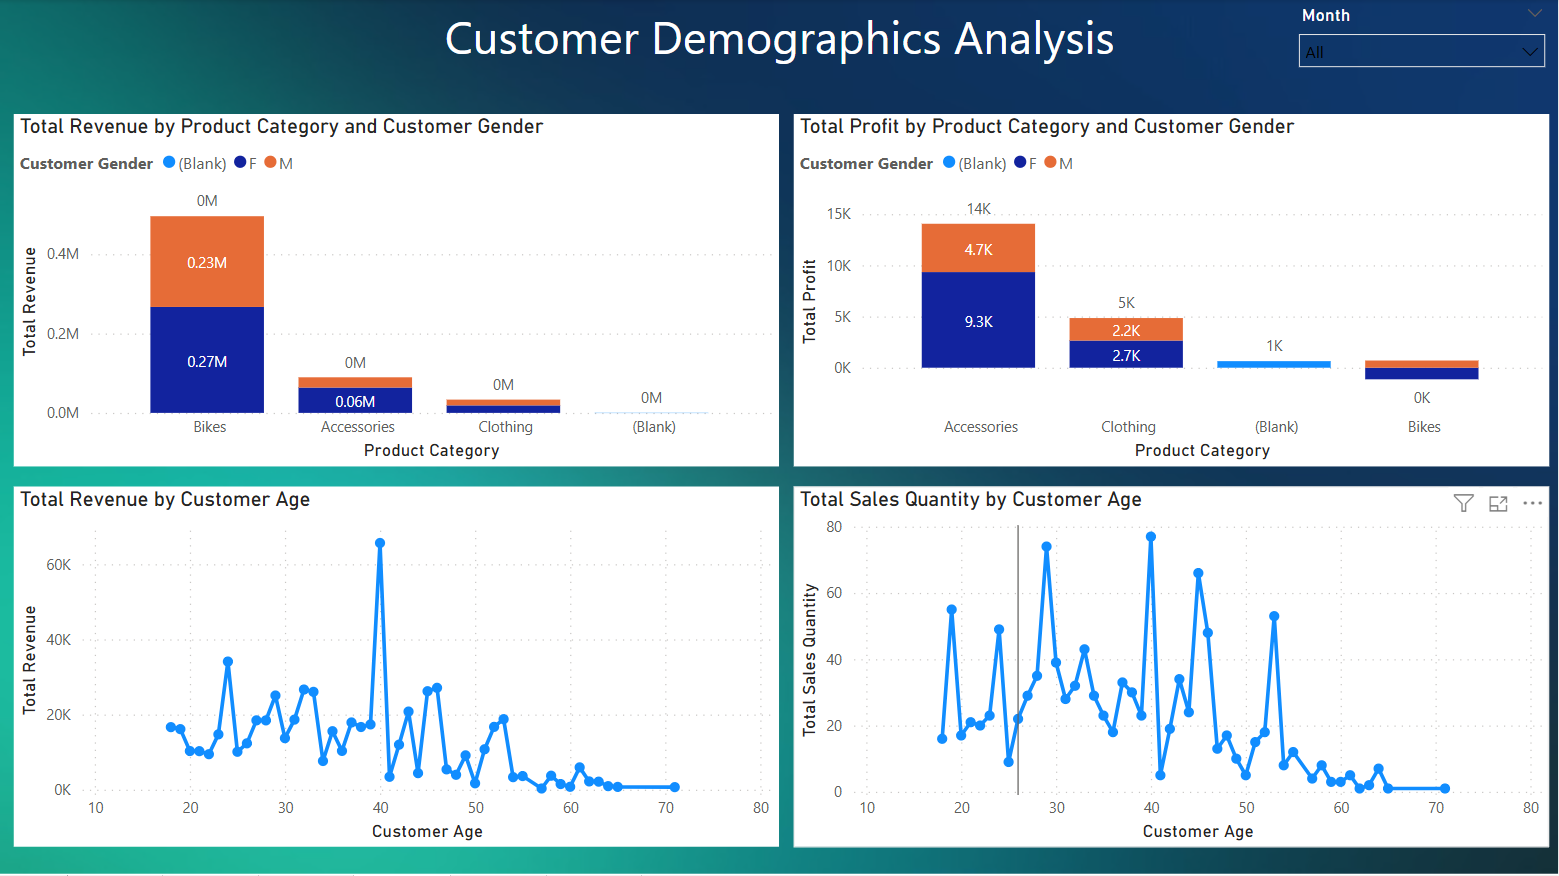 Customer Demographics Analysis
Month
All
Total Revenue by Product Category and Customer Gender
Customer Gender (Blank) F M
Total Revenue
0.4M
0.2M
0.0M
0M
0.23M
0.27M
0M
0.06M
0M
0M
Bikes Accessories Clothing (Blank)
Product Category
Total Profit by Product Category and Customer Gender
Customer Gender (Blank) F M
Total Profit
15K
10K
5K
0K
14K
4.7K
9.3K
5K
2.2K
2.7K
1K
0K
Accessories Clothing (Blank) Bikes
Product Category
Total Revenue by Customer Age
Total Revenue
60K
40K
20K
0K
10 20 30 40 50 60 70 80
Customer Age
Total Sales Quantity by Customer Age
Total Sales Quantity
80
60
40
20
0
10 20 30 40 50 60 70 80
Customer Age